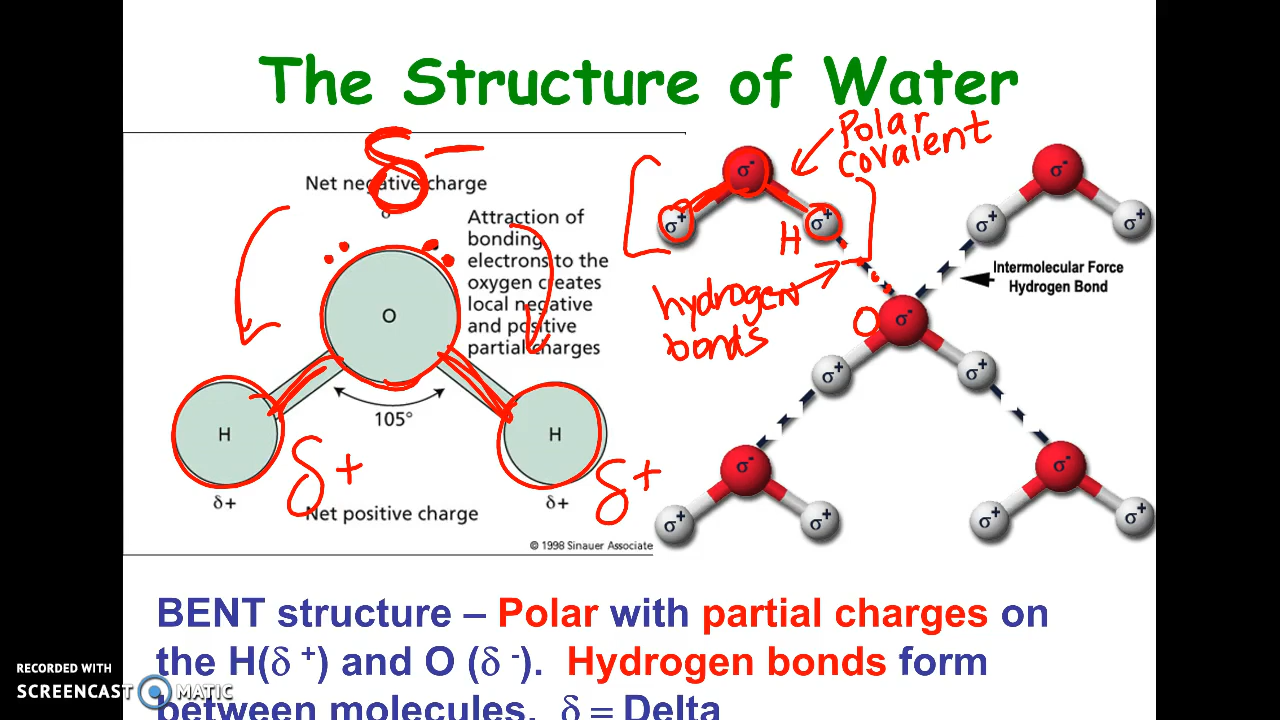 The Structure of Water
δ-
Net negative charge
Attraction of
bonding
electrons to the
oxygen creates
local negative
and positive
partial charges
O
105°
H
H
δ+
δ+
δ+
δ+
Net positive charge
© 1998 Sinauer Associate
Polar
covalent
σ-
σ+
σ+
H
hydrogen
bonds
σ-
σ+
σ+
Intermolecular Force
Hydrogen Bond
O
σ-
σ+
σ+
σ-
σ+
σ+
σ-
σ+
σ+
BENT structure – Polar with partial charges on
the H(δ +) and O (δ -). Hydrogen bonds form
between molecules. δ = Delta
RECORDED WITH
SCREENCAST MATIC